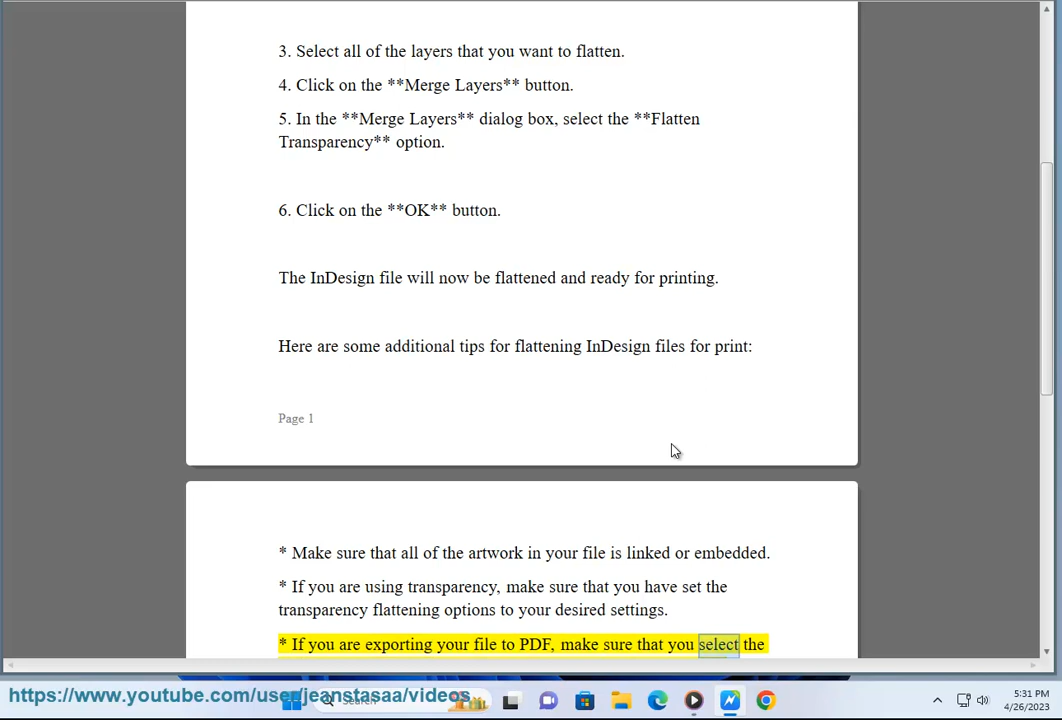 3. Select all of the layers that you want to flatten.
4. Click on the **Merge Layers** button.
5. In the **Merge Layers** dialog box, select the **Flatten
Transparency** option.
6. Click on the **OK** button.
The InDesign file will now be flattened and ready for printing.
Here are some additional tips for flattening InDesign files for print:
Page 1
* Make sure that all of the artwork in your file is linked or embedded.
* If you are using transparency, make sure that you have set the
transparency flattening options to your desired settings.
* If you are exporting your file to PDF, make sure that you select the
https://www.youtube.com/user/jeanstasaa/videos
Search
5:31 PM
4/26/2023